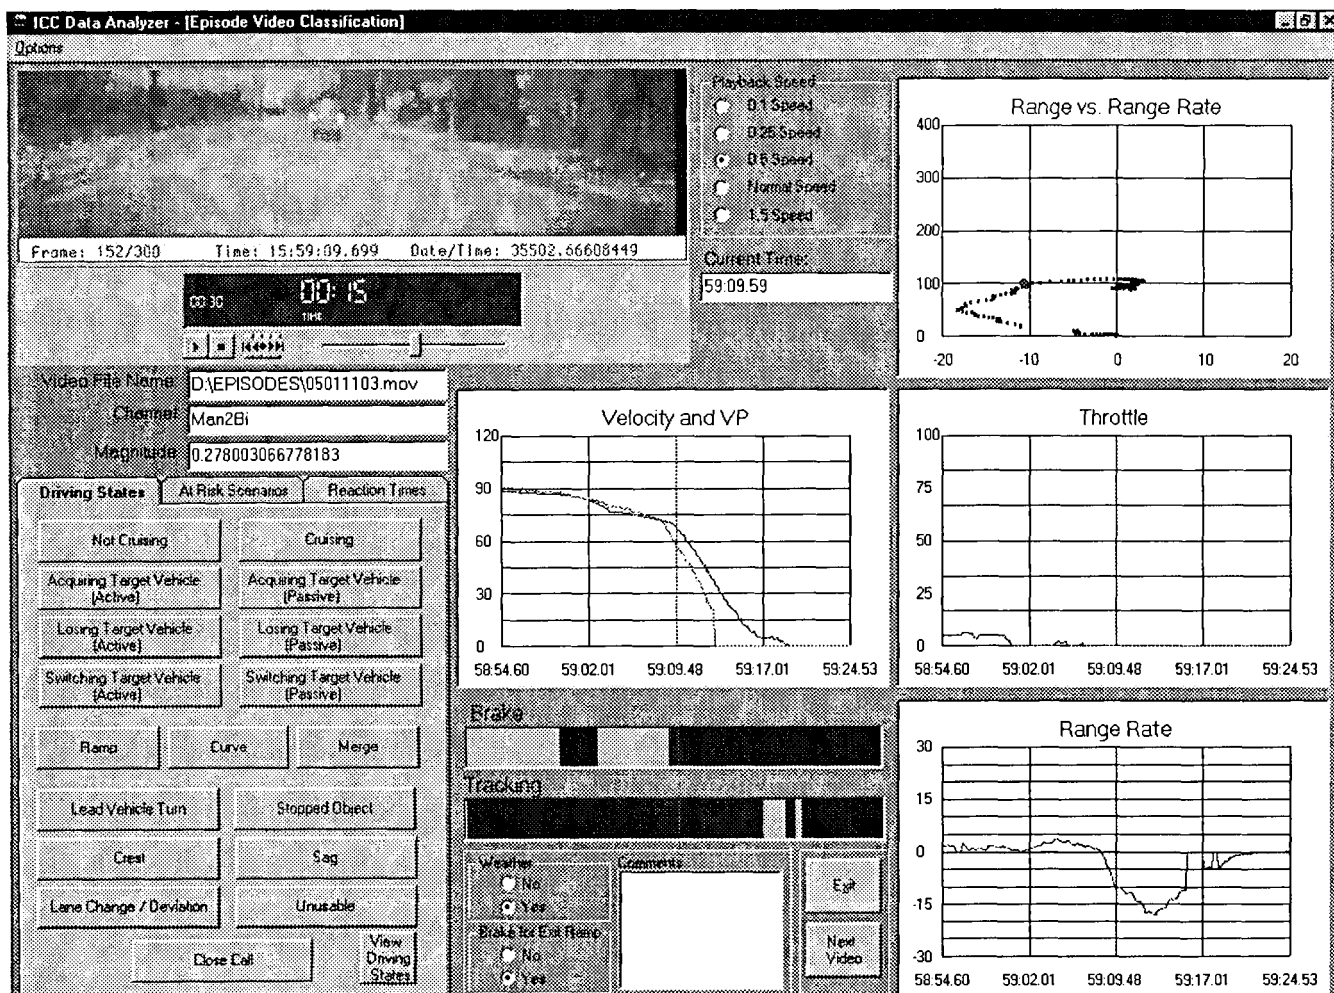 ICC Data Analyzer - [Episode Video Classification]
Options
Frame: 152/300 Time: 15:59:09.699 Date/Time: 35502.66608449
00:30 00:15
TIME
Playback Speed
0.1 Speed
0.25 Speed
0.5 Speed
Normal Speed
1.5 Speed
Current Time:
59:09.59
Range vs. Range Rate
400
300
200
100
0
-20 -10 0 10 20
Video File Name: D:\EPISODES\05011103.mov
Channel: Man2Bi
Magnitude: 0.278003066778183
Driving States At Risk Scenarios Reaction Times
Not Cruising Cruising
Acquiring Target Vehicle (Active) Acquiring Target Vehicle (Passive)
Losing Target Vehicle (Active) Losing Target Vehicle (Passive)
Switching Target Vehicle (Active) Switching Target Vehicle (Passive)
Ramp Curve Merge
Lead Vehicle Turn Stopped Object
Crest Sag
Lane Change / Deviation Unusable
Close Call View Driving States
Velocity and VP
120
90
60
30
0
58:54.60 59:02.01 59:09.48 59:17.01 59:24.53
Throttle
100
75
50
25
0
58:54.60 59:02.01 59:09.48 59:17.01 59:24.53
Brake
Tracking
Weather
No
Yes
Brake for Exit Ramp
No
Yes
Comments
Exit
Next Video
Range Rate
30
15
0
-15
-30
58:54.60 59:02.01 59:09.48 59:17.01 59:24.53